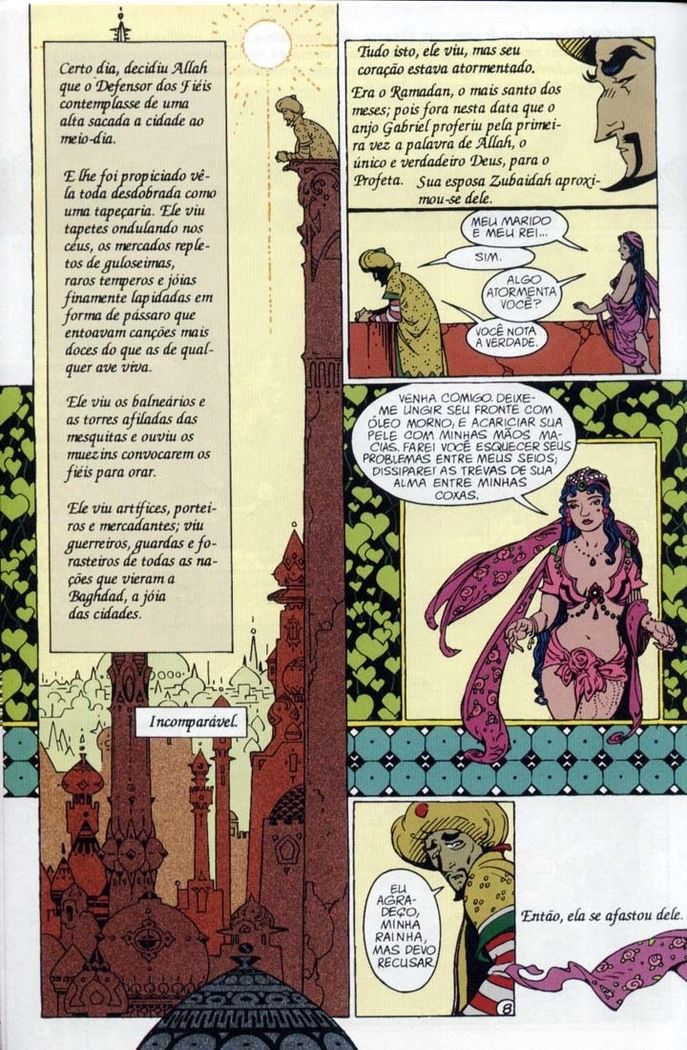 Certo dia, decidiu Allah
que o Defensor dos Fiéis
contemplasse de uma
alta sacada a cidade ao
meio-dia.
E lhe foi propiciado vê-
la toda desdobrada como
uma tapeçaria. Ele viu
tapetes ondulando nos
céus, os mercados reple-
tos de guloseimas,
raros temperos e jóias
finamente lapidadas em
forma de pássaro que
entoavam canções mais
doces do que as de qual-
quer ave viva.
Ele viu os balneários e
as torres afiladas das
mesquitas e ouviu os
muezins convocarem os
fiéis para orar.
Ele viu artífices, portei-
ros e mercadantes; viu
guerreiros, guardas e fo-
rasteiros de todas as na-
ções que vieram a
Baghdad, a jóia
das cidades.
Incomparável.
Tudo isto, ele viu, mas seu
coração estava atormentado.
Era o Ramadan, o mais santo dos
meses; pois fora nesta data que o
anjo Gabriel proferiu pela primei-
ra vez a palavra de Allah, o
único e verdadeiro Deus, para o
Profeta. Sua esposa Zubaidah aproxi-
mou-se dele.
MEU MARIDO
E MEU REI...
SIM.
ALGO
ATORMENTA
VOCÊ?
VOCÊ NOTA
A VERDADE.
VENHA COMIGO. DEIXE-
ME UNGIR SEU FRONTE COM
ÓLEO MORNO, E ACARICIAR SUA
PELE COM MINHAS MÃOS MA-
CIAS. FAREI VOCÊ ESQUECER SEUS
PROBLEMAS ENTRE MEUS SEIOS;
DISSIPAREI AS TREVAS DE SUA
ALMA ENTRE MINHAS
COXAS.
EU
AGRA-
DEÇO,
MINHA
RAINHA,
MAS DEVO
RECUSAR.
Então, ela se afastou dele.
8